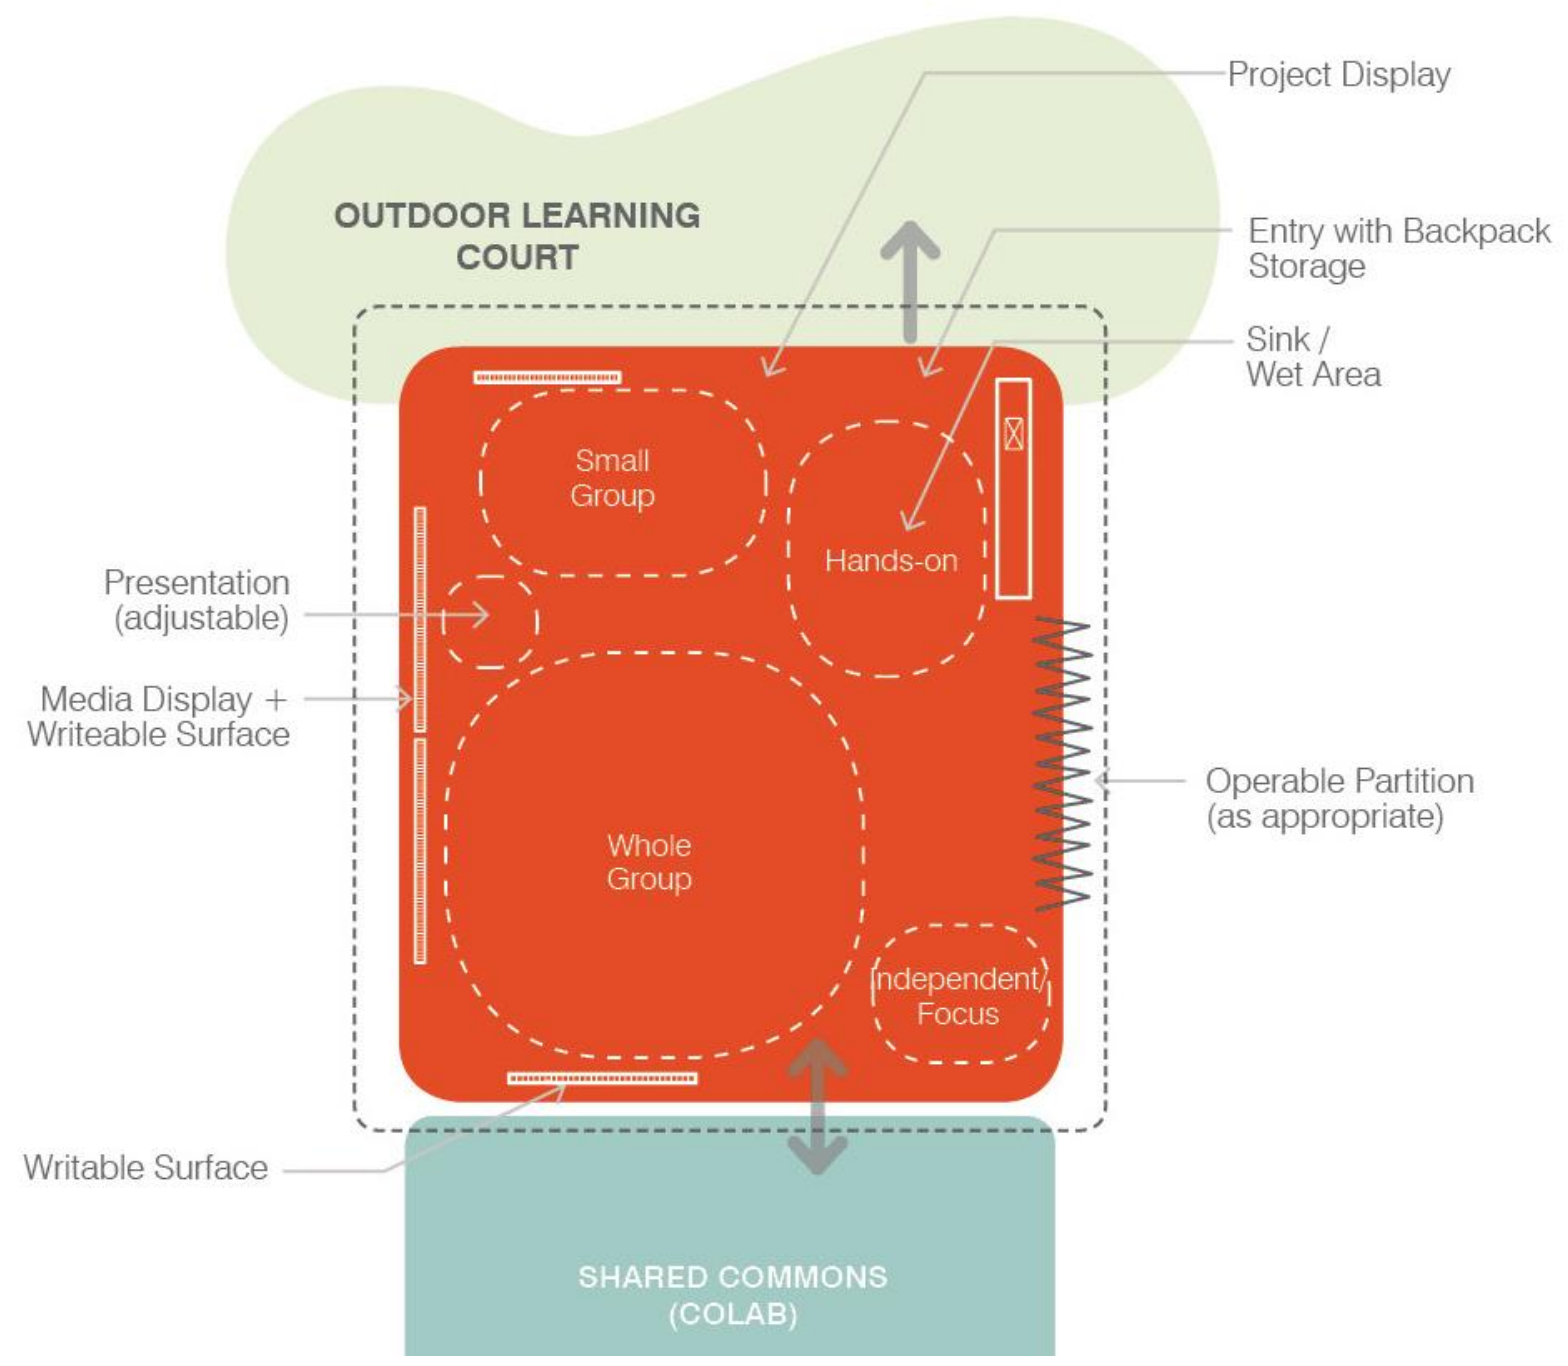 Project Display
OUTDOOR LEARNING
COURT
Entry with Backpack
Storage
Sink /
Wet Area
Small
Group
Hands-on
Presentation
(adjustable)
Media Display +
Writeable Surface
Operable Partition
(as appropriate)
Whole
Group
Independent/
Focus
Writable Surface
SHARED COMMONS
(COLAB)